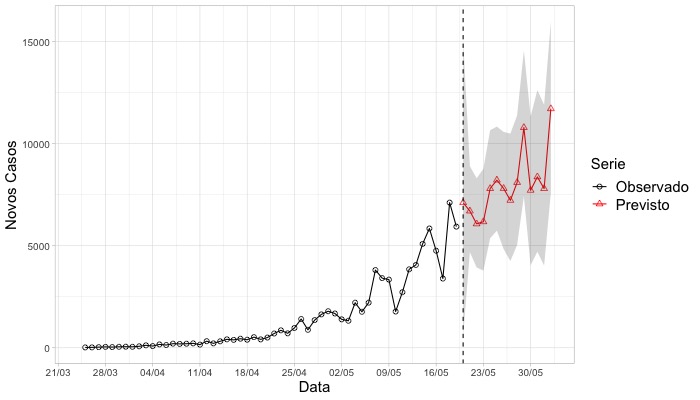 15000
10000
5000
0
Novos Casos
21/03 28/03 04/04 11/04 18/04 25/04 02/05 09/05 16/05 23/05 30/05
Data
Serie
Observado
Previsto